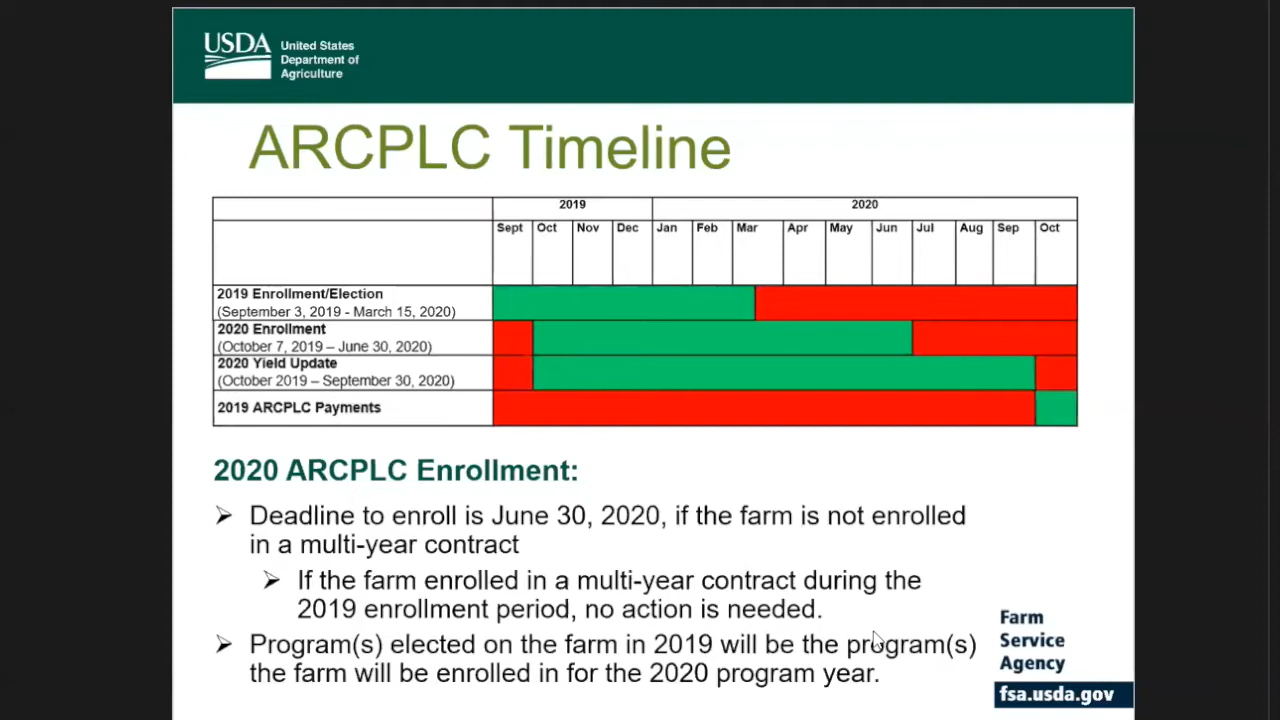 USDA
United States
Department of
Agriculture
ARCPLC Timeline
2019 2020
Sept Oct Nov Dec Jan Feb Mar Apr May Jun Jul Aug Sep Oct
2019 Enrollment/Election
(September 3, 2019 - March 15, 2020)
2020 Enrollment
(October 7, 2019 – June 30, 2020)
2020 Yield Update
(October 2019 – September 30, 2020)
2019 ARCPLC Payments
2020 ARCPLC Enrollment:
➢ Deadline to enroll is June 30, 2020, if the farm is not enrolled
in a multi-year contract
➢ If the farm enrolled in a multi-year contract during the
2019 enrollment period, no action is needed.
➢ Program(s) elected on the farm in 2019 will be the program(s)
the farm will be enrolled in for the 2020 program year.
Farm
Service
Agency
fsa.usda.gov